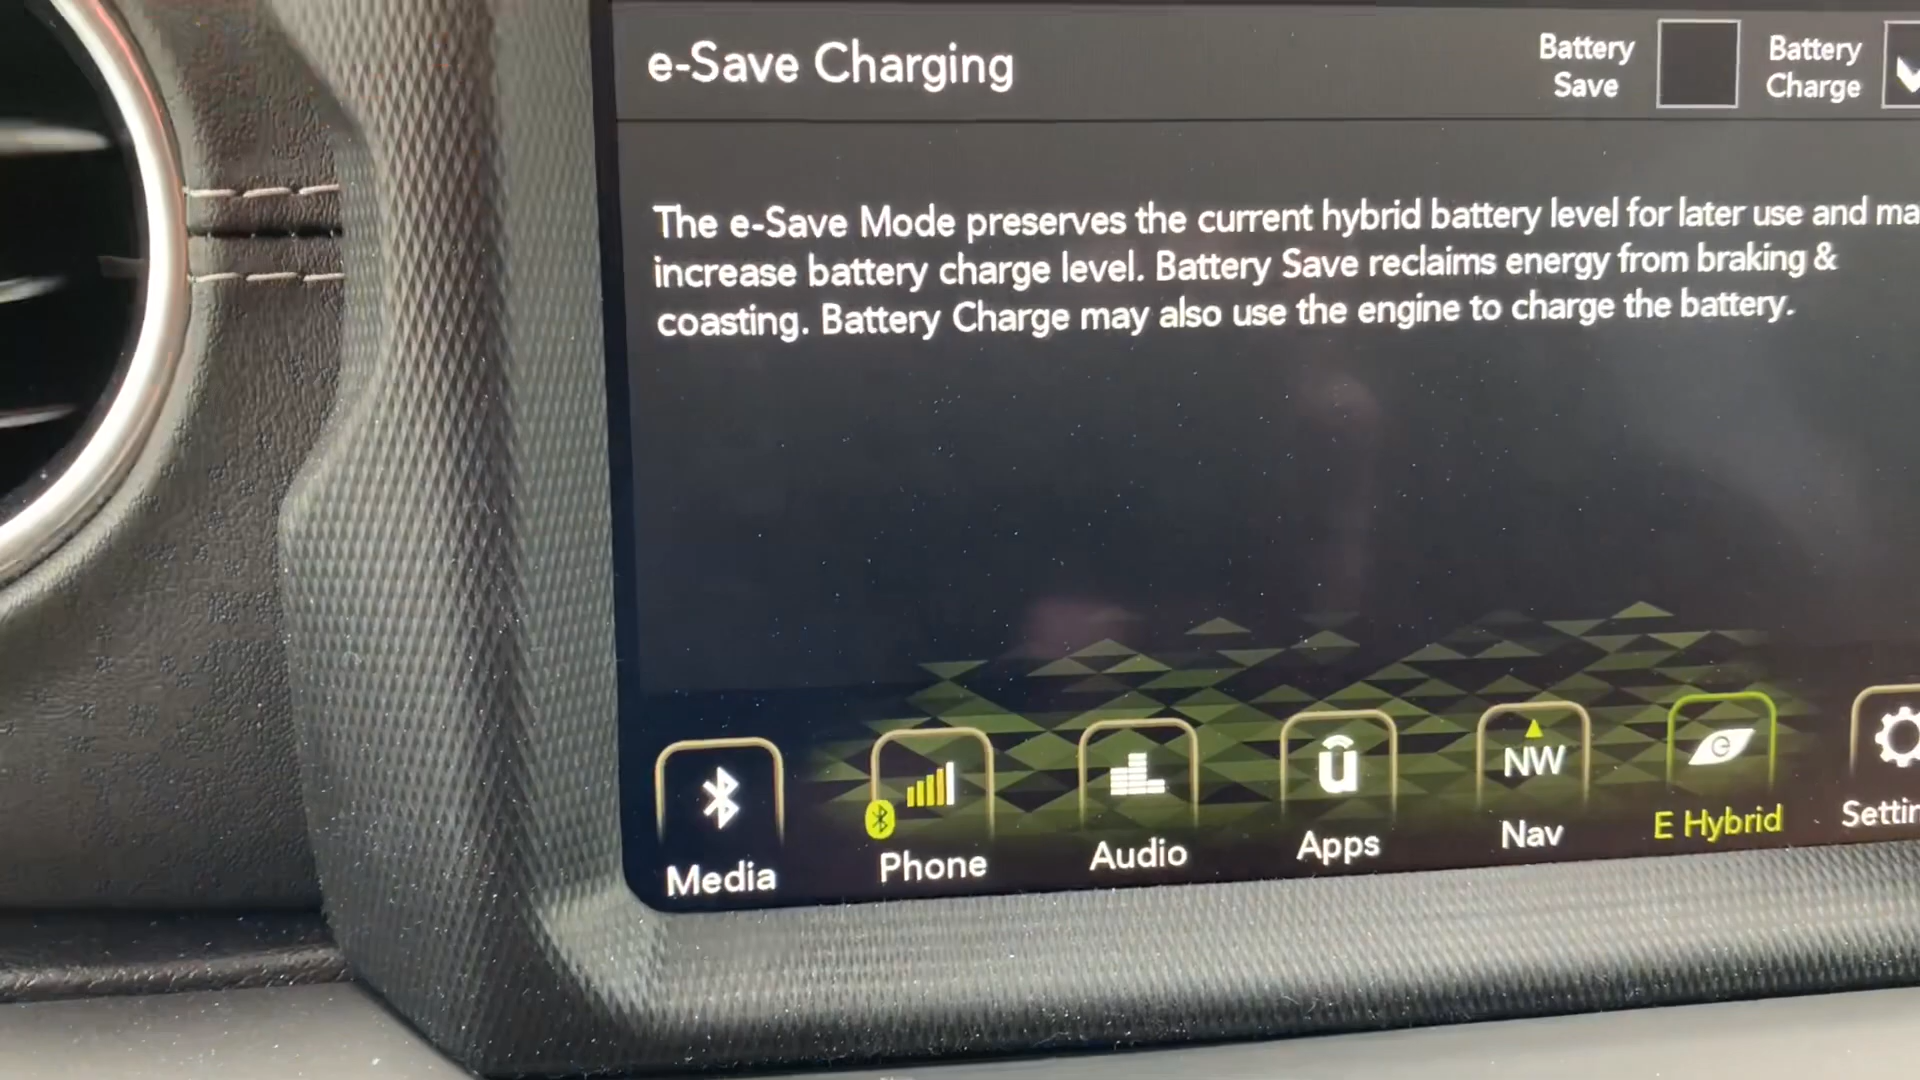 e-Save Charging
Battery
Save
Battery
Charge
The e-Save Mode preserves the current hybrid battery level for later use and
increase battery charge level. Battery Save reclaims energy from braking &
coasting. Battery Charge may also use the engine to charge the battery.
NW
Media
Phone
Audio
Apps
Nav
E Hybrid